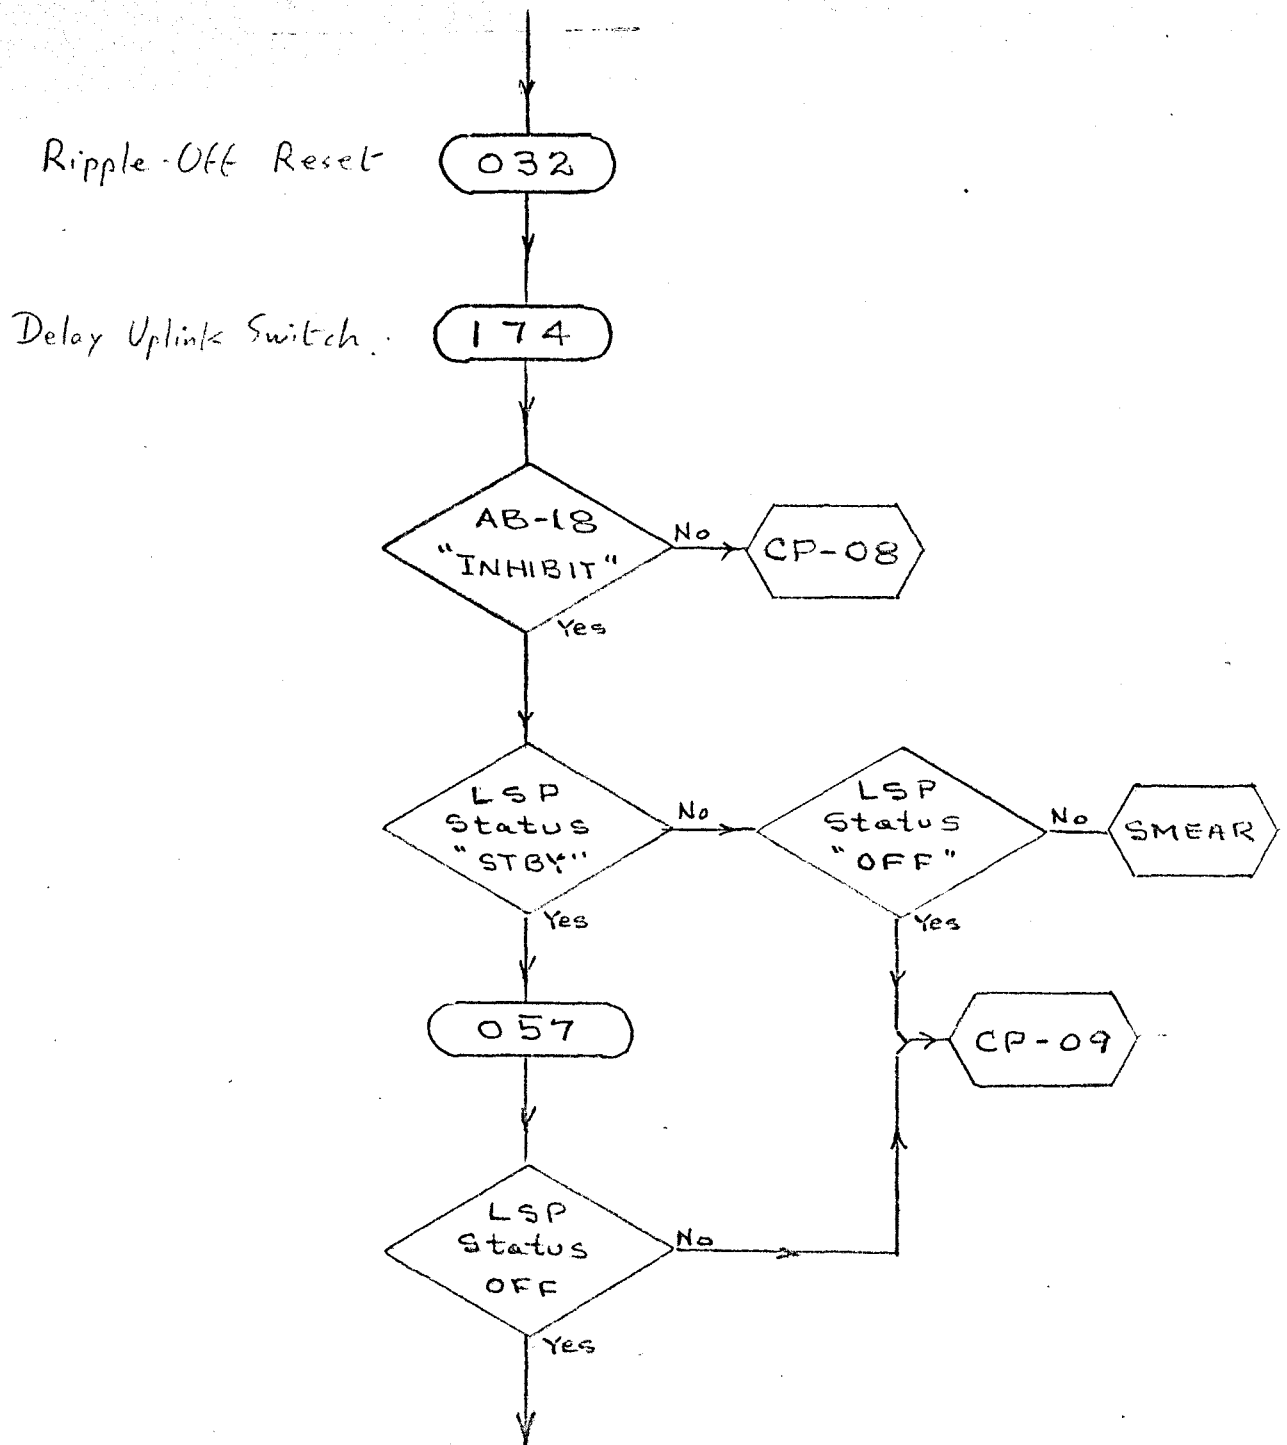 Ripple-Off Reset
032
Delay Uplink Switch.
174
AB-18
"INHIBIT"
No
CP-08
Yes
LSP
Status
"STBY"
No
LSP
Status
"OFF"
No
SMEAR
Yes
Yes
057
CP-09
LSP
Status
OFF
No
Yes